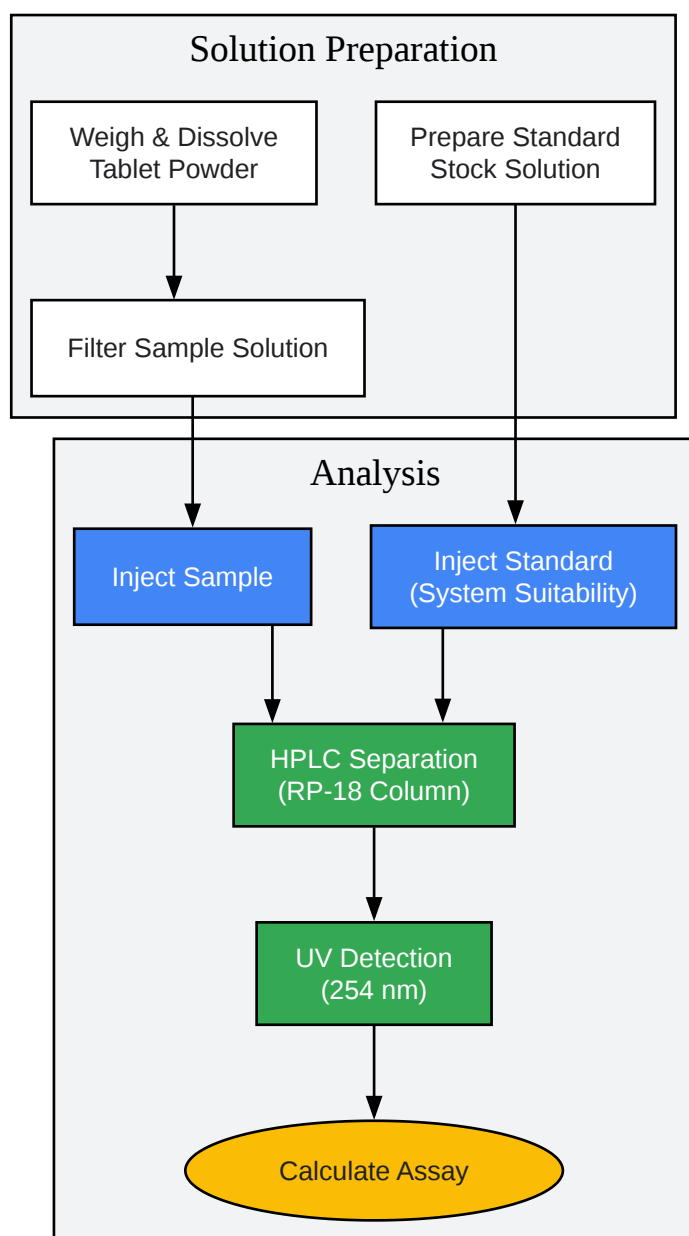 Solution Preparation
Weigh & Dissolve
Tablet Powder
Prepare Standard
Stock Solution
Filter Sample Solution
Analysis
Inject Sample
Inject Standard
(System Suitability)
HPLC Separation
(RP-18 Column)
UV Detection
(254 nm)
Calculate Assay